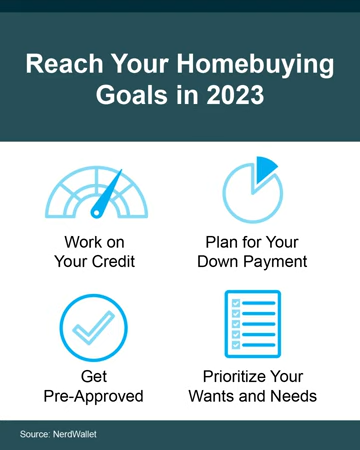 Reach Your Homebuying
Goals in 2023
Work on
Your Credit
Plan for Your
Down Payment
Get
Pre-Approved
Prioritize Your
Wants and Needs
Source: NerdWallet